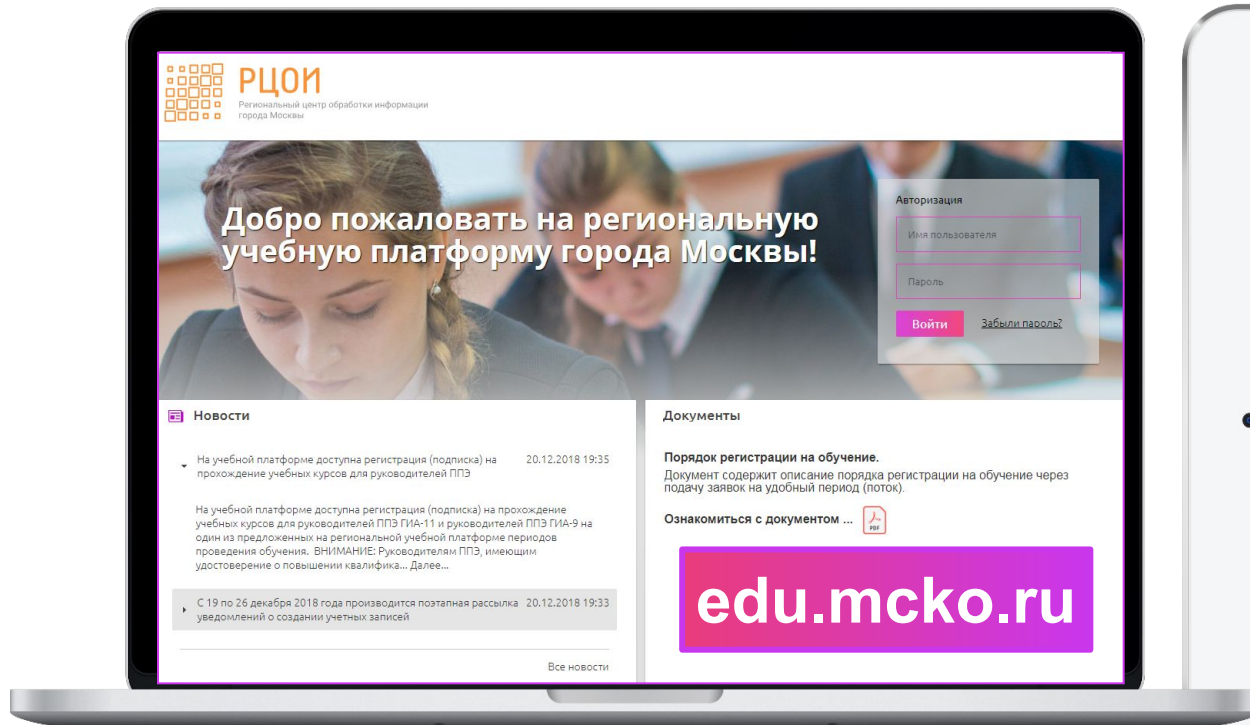 РЦОИ
Региональный центр обработки информации
города Москвы
Добро пожаловать на региональную
учебную платформу города Москвы!
Авторизация
Имя пользователя
Пароль
Войти
Забыли пароль?
Новости
На учебной платформе доступна регистрация (подписка) на
прохождение учебных курсов для руководителей ППЭ
20.12.2018 19:35
На учебной платформе доступна регистрация (подписка) на прохождение
учебных курсов для руководителей ППЭ ГИА-11 и руководителей ППЭ ГИА-9 на
один из предложенных на региональной учебной платформе периодов
проведения обучения. ВНИМАНИЕ: Руководителям ППЭ, имеющим
удостоверение о повышении квалифика... Далее...
С 19 по 26 декабря 2018 года производится поэтапная рассылка
уведомлений о создании учетных записей
20.12.2018 19:33
Все новости
Документы
Порядок регистрации на обучение.
Документ содержит описание порядка регистрации на обучение через
подачу заявок на удобный период (поток).
Ознакомиться с документом ...
PDF
edu.mcko.ru